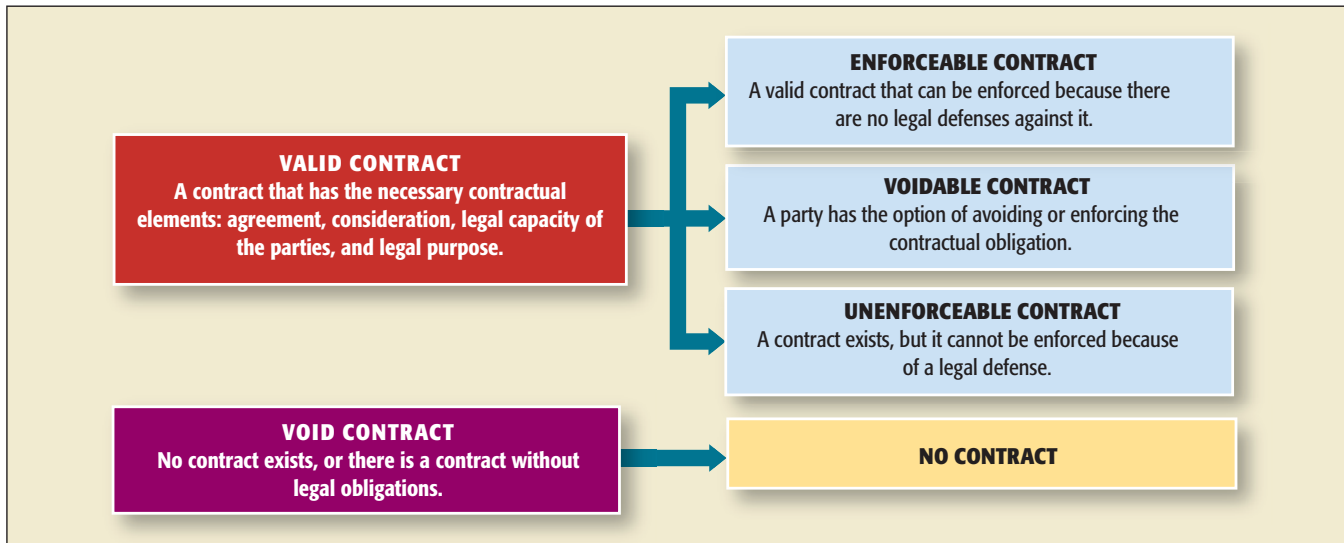 VALID CONTRACT
A contract that has the necessary contractual
elements: agreement, consideration, legal capacity of
the parties, and legal purpose.
ENFORCEABLE CONTRACT
A valid contract that can be enforced because there
are no legal defenses against it.
VOIDABLE CONTRACT
A party has the option of avoiding or enforcing the
contractual obligation.
UNENFORCEABLE CONTRACT
A contract exists, but it cannot be enforced because
of a legal defense.
VOID CONTRACT
No contract exists, or there is a contract without
legal obligations.
NO CONTRACT